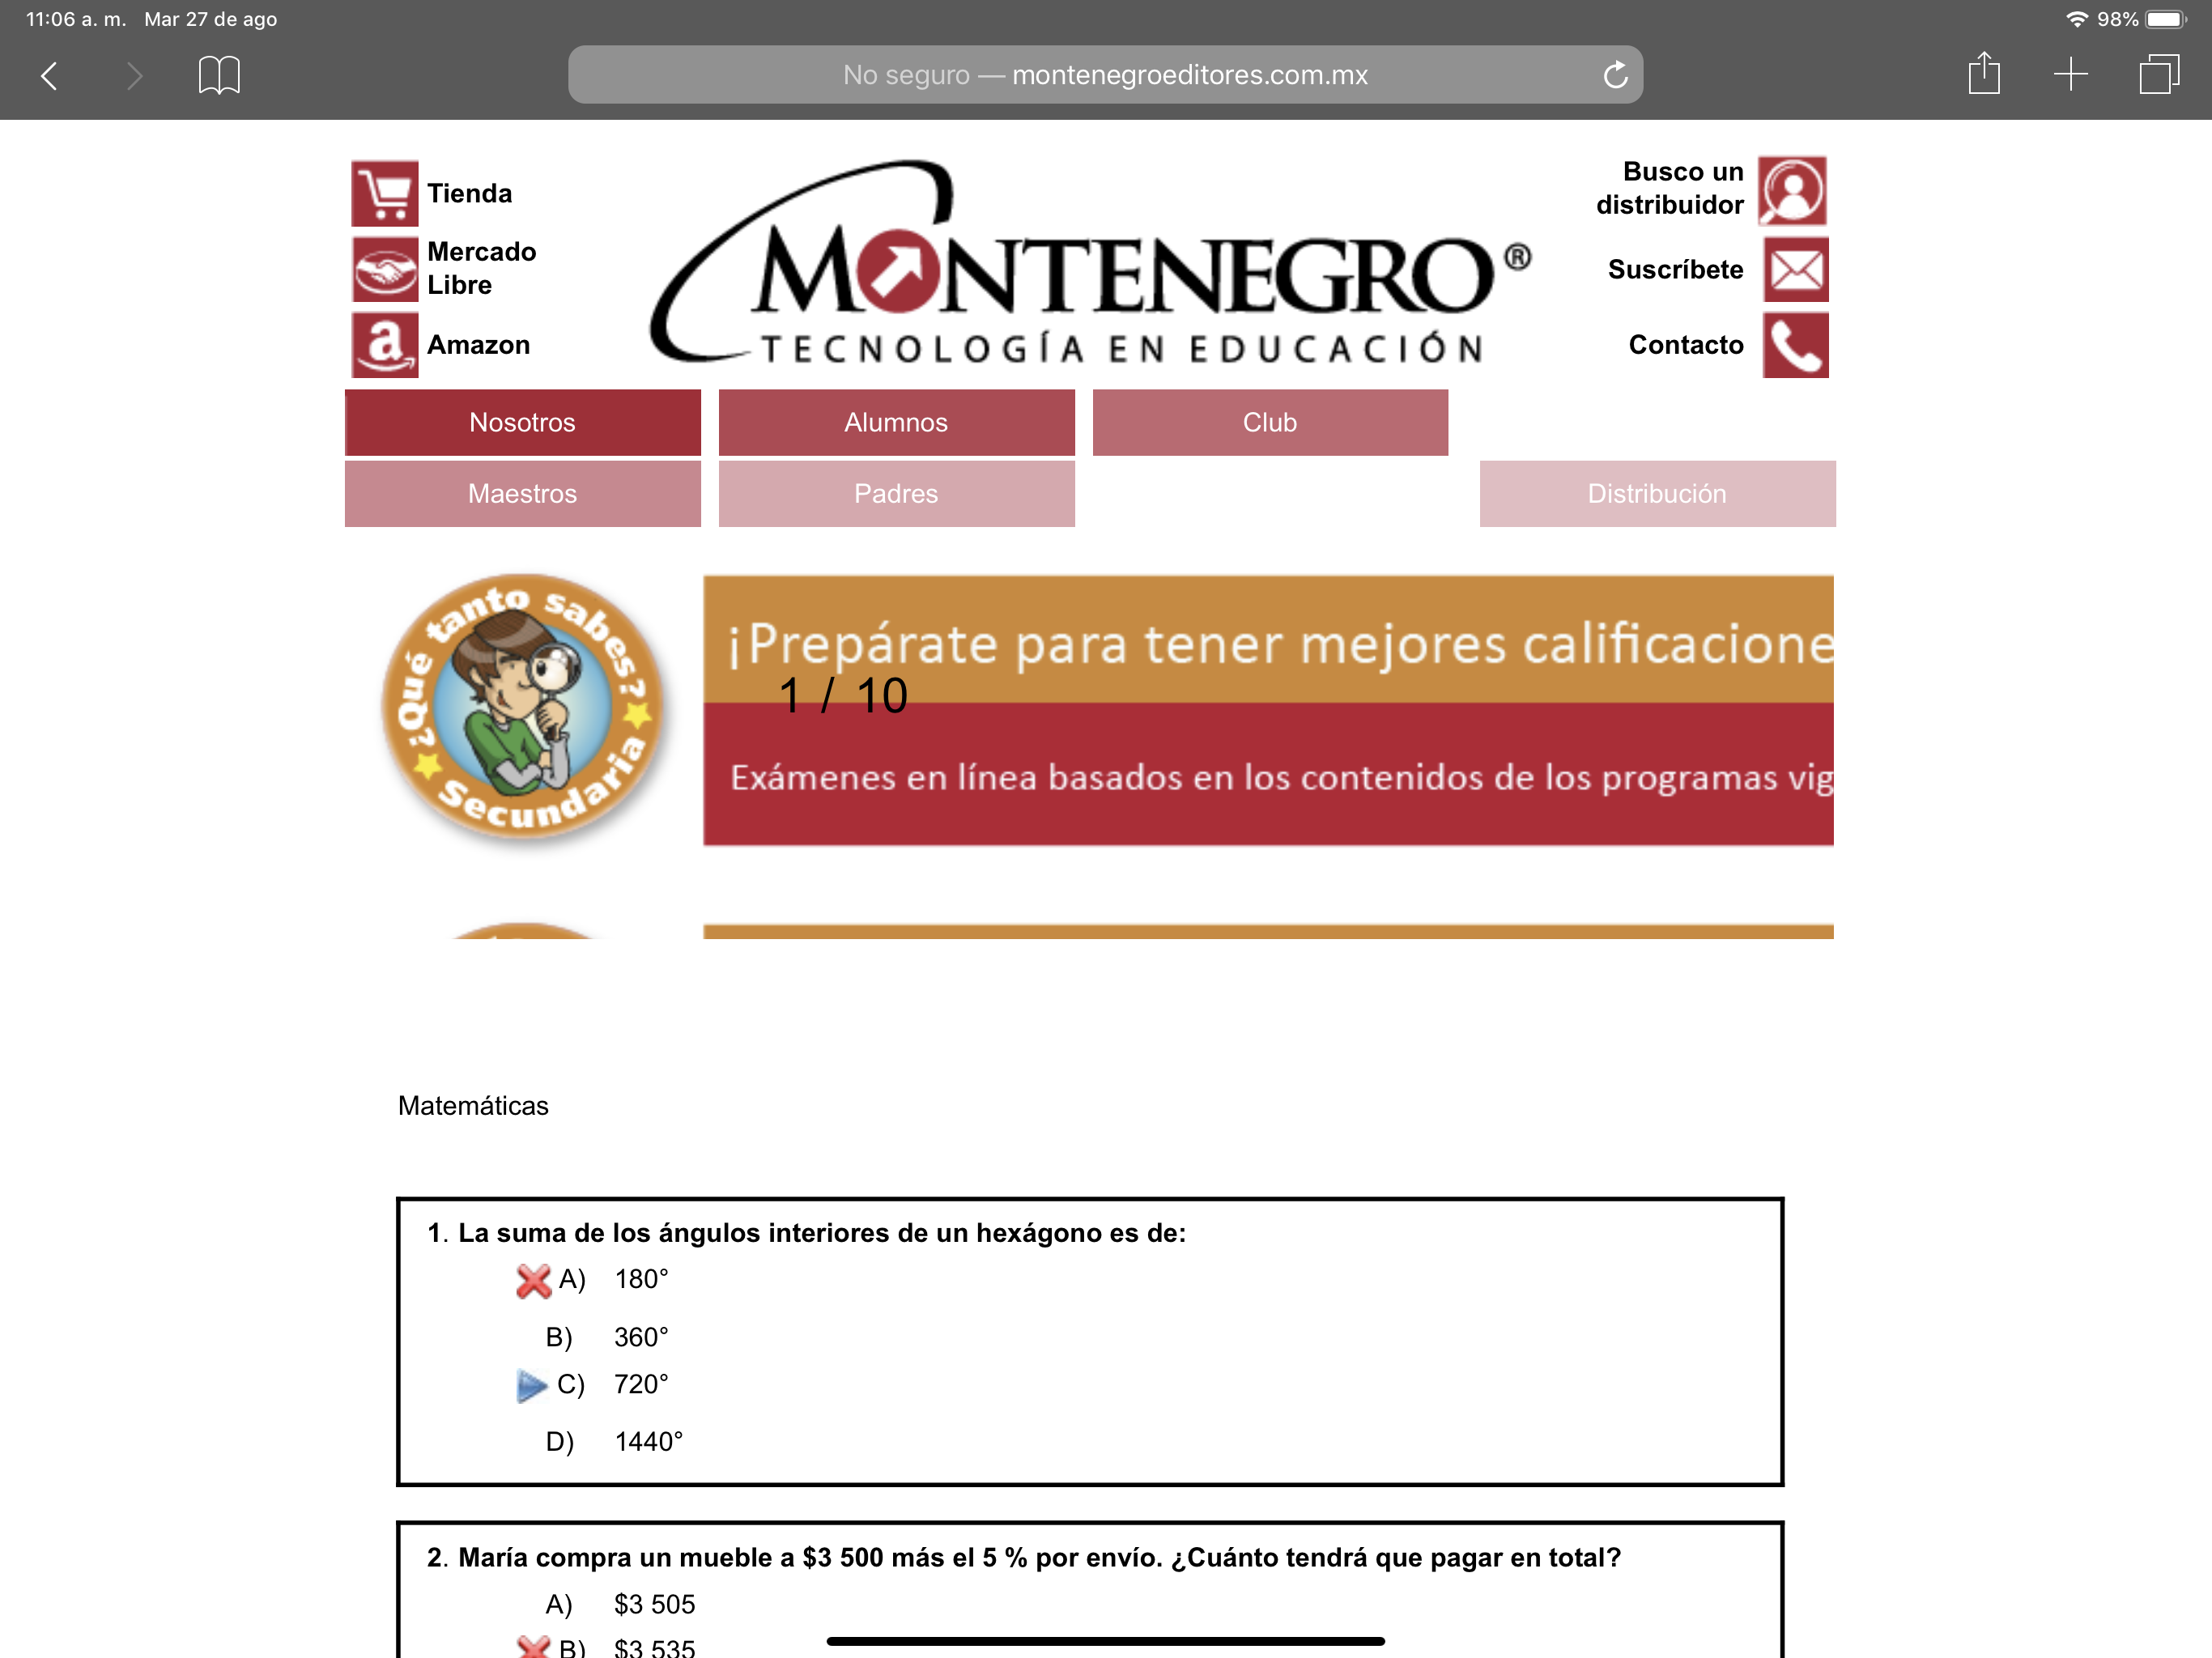 11:06 a. m. Mar 27 de ago
98%
No seguro — montenegroeditores.com.mx
Tienda
Mercado
Libre
Amazon
MONTENEGRO®
TECNOLOGÍA EN EDUCACIÓN
Busco un
distribuidor
Suscríbete
Contacto
Nosotros
Alumnos
Club
Maestros
Padres
Distribución
¿Qué tanto sabes?
Secundaria
¡Prepárate para tener mejores calificacione
1 / 10
Exámenes en línea basados en los contenidos de los programas vig
Matemáticas
1. La suma de los ángulos interiores de un hexágono es de:
A) 180°
B) 360°
C) 720°
D) 1440°
2. María compra un mueble a $3 500 más el 5 % por envío. ¿Cuánto tendrá que pagar en total?
A) $3 505
B) $3 535